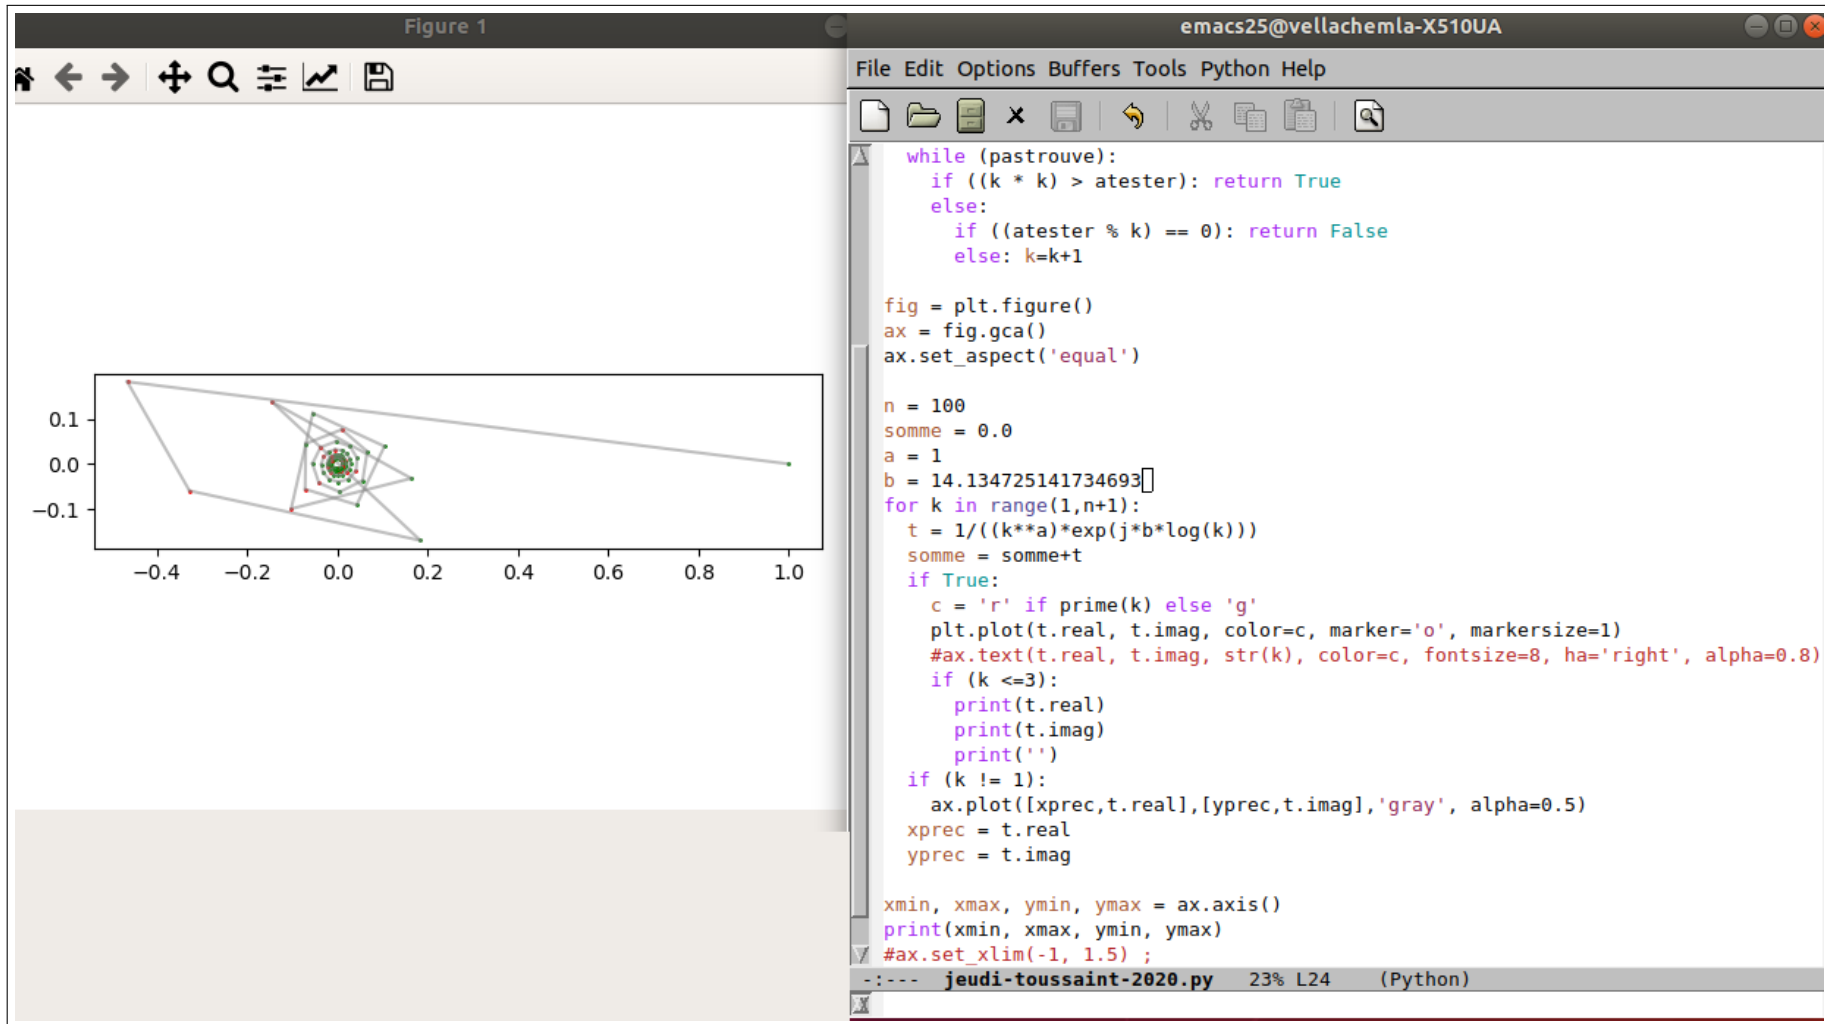 Figure 1
0.1
0.0
−0.1
−0.4 −0.2 0.0 0.2 0.4 0.6 0.8 1.0
emacs25@vellachemla-X510UA
File Edit Options Buffers Tools Python Help
while (pastrouve):
if ((k * k) > atester): return True
else:
if ((atester % k) == 0): return False
else: k=k+1
fig = plt.figure()
ax = fig.gca()
ax.set_aspect('equal')
n = 100
somme = 0.0
a = 1
b = 14.134725141734693
for k in range(1,n+1):
t = 1/((k**a)*exp(j*b*log(k)))
somme = somme+t
if True:
c = 'r' if prime(k) else 'g'
plt.plot(t.real, t.imag, color=c, marker='o', markersize=1)
#ax.text(t.real, t.imag, str(k), color=c, fontsize=8, ha='right', alpha=0.8)
if (k <=3):
print(t.real)
print(t.imag)
print('')
if (k != 1):
ax.plot([xprec,t.real],[yprec,t.imag],'gray', alpha=0.5)
xprec = t.real
yprec = t.imag
xmin, xmax, ymin, ymax = ax.axis()
print(xmin, xmax, ymin, ymax)
#ax.set_xlim(-1, 1.5) ;
-:--- jeudi-toussaint-2020.py 23% L24 (Python)